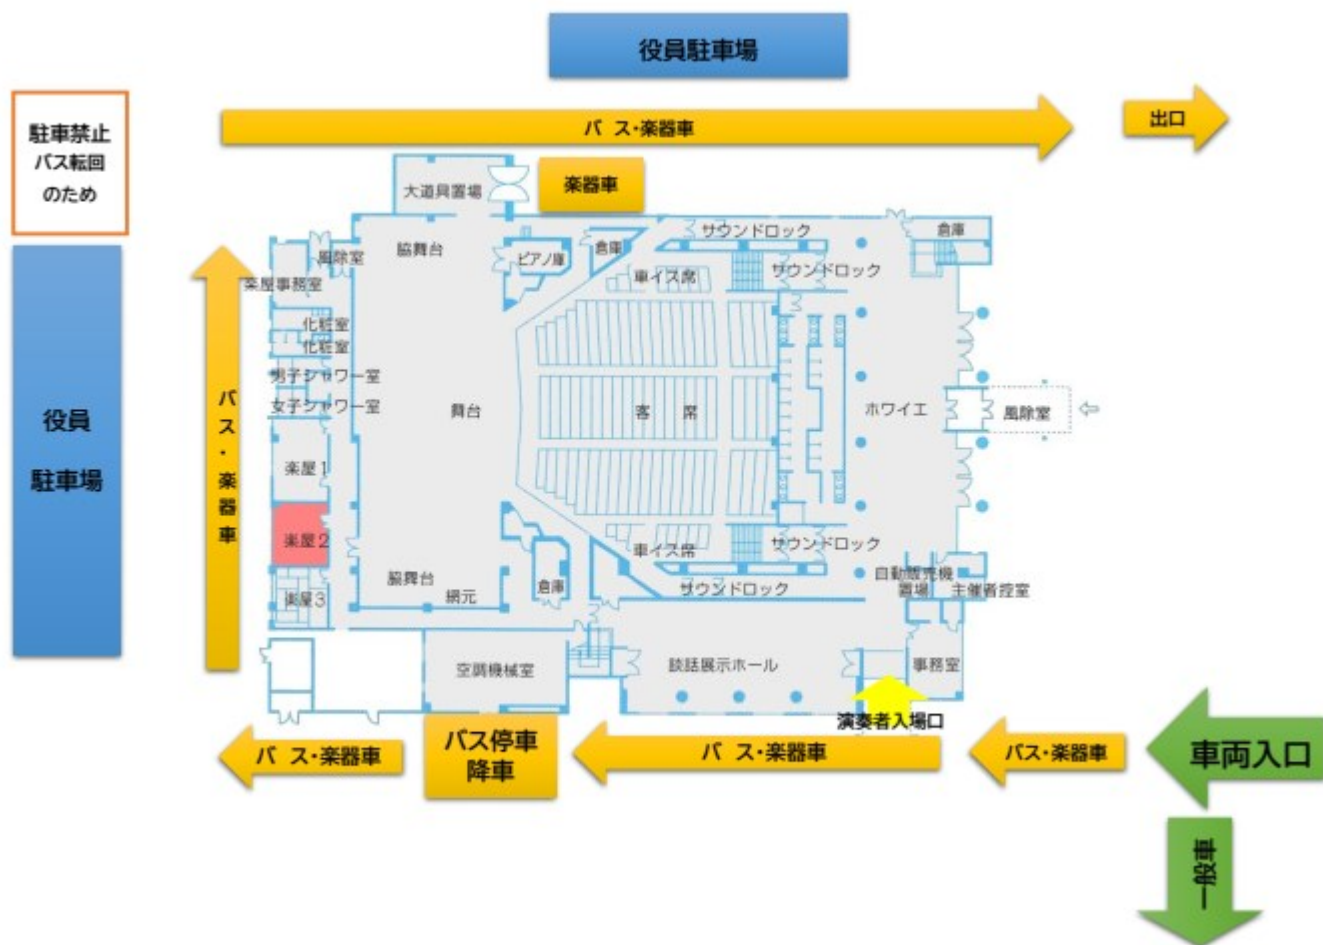 役員駐車場
駐車禁止
バス転回
のため
バ ス・楽器車
出口
大道具置場
楽器車
サウンドロック
倉庫
脇舞台
ピアノ庫
倉庫
風除室
楽屋事務室
車イス席
サウンドロック
化粧室
化粧室
男子シャワー室
女子シャワー室
バス・楽器車
役員
駐車場
舞台
客 席
ホワイエ
風除室
楽屋1
楽屋2
楽屋3
車イス席
サウンドロック
脇舞台
網元
倉庫
サウンドロック
自動販売機
置場
主催者控室
空調機械室
談話展示ホール
事務室
演奏者入場口
バ ス・楽器車
バス停車
降車
バ ス・楽器車
バス・楽器車
車両入口
一般車